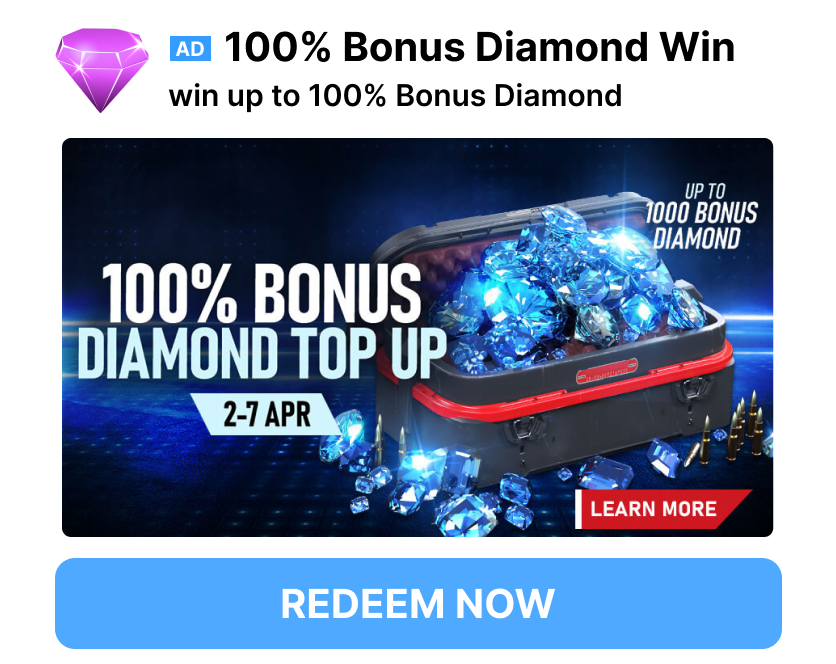 AD 100% Bonus Diamond Win
win up to 100% Bonus Diamond
UP TO
1000 BONUS
DIAMOND
100% BONUS
DIAMOND TOP UP
2-7 APR
LEARN MORE
REDEEM NOW